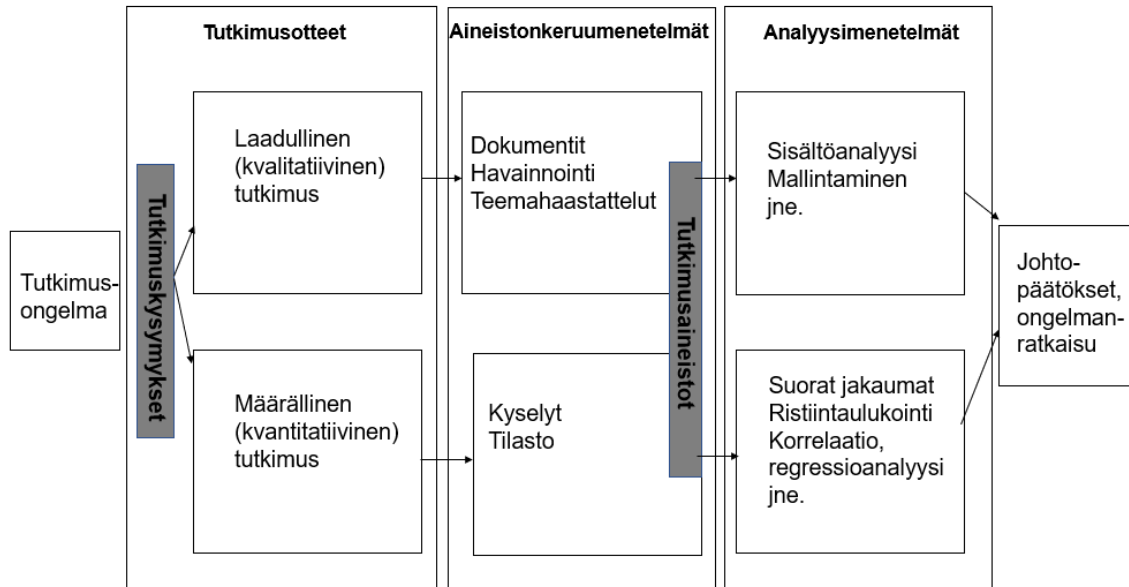 Tutkimusotteet
Aineistonkeruumenetelmät
Analyysimenetelmät
Tutkimus-
ongelma
Tutkimuskysymykset
Laadullinen
(kvalitatiivinen)
tutkimus
Määrällinen
(kvantitatiivinen)
tutkimus
Dokumentit
Havainnointi
Teemahaastattelut
Kyselyt
Tilasto
Tutkimusaineistot
Sisältöanalyysi
Mallintaminen
jne.
Suorat jakaumat
Ristiintaulukointi
Korrelaatio,
regressioanalyysi
jne.
Johto-
päätökset,
ongelman-
ratkaisu